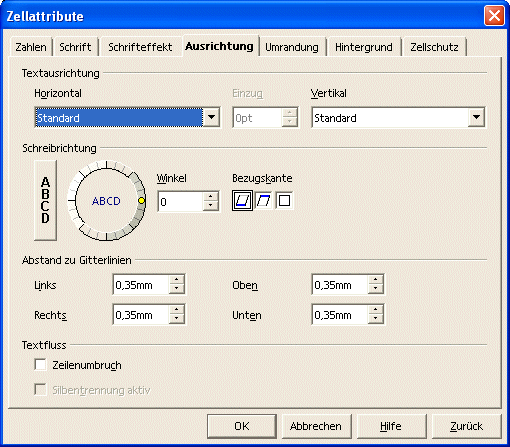 Zellattribute
Zahlen Schrift Schrifteffekt Ausrichtung Umrandung Hintergrund Zellschutz
Textausrichtung
Horizontal Einzug Vertikal
Standard 0pt Standard
Schreibrichtung
ABCD
ABCD
Winkel Bezugskante
0
Abstand zu Gitterlinien
Links 0,35mm Oben 0,35mm
Rechts 0,35mm Unten 0,35mm
Textfluss
Zeilenumbruch
Silbentrennung aktiv
OK Abbrechen Hilfe Zurück